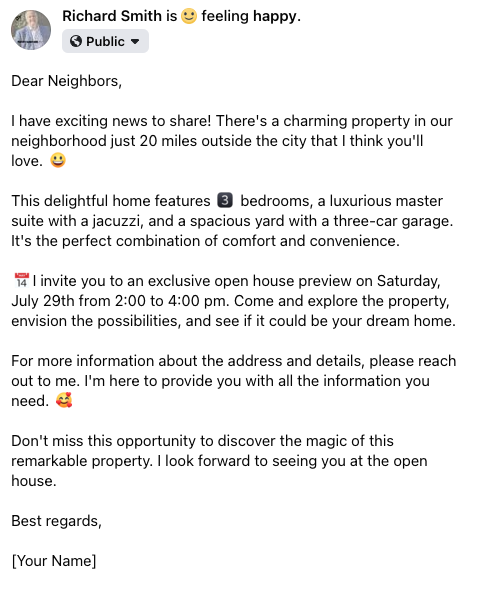 Richard Smith is 🙂 feeling happy.
Public
Dear Neighbors,
I have exciting news to share! There's a charming property in our
neighborhood just 20 miles outside the city that I think you'll
love. 😀
This delightful home features 3️⃣ bedrooms, a luxurious master
suite with a jacuzzi, and a spacious yard with a three-car garage.
It's the perfect combination of comfort and convenience.
📅 I invite you to an exclusive open house preview on Saturday,
July 29th from 2:00 to 4:00 pm. Come and explore the property,
envision the possibilities, and see if it could be your dream home.
For more information about the address and details, please reach
out to me. I'm here to provide you with all the information you
need. 🥰
Don't miss this opportunity to discover the magic of this
remarkable property. I look forward to seeing you at the open
house.
Best regards,
[Your Name]